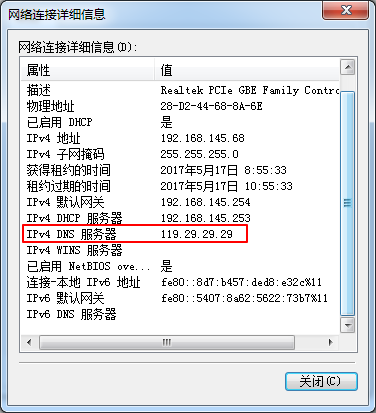 网络连接详细信息
网络连接详细信息(D):
属性 值
描述 Realtek PCIe GBE Family Contro
物理地址 28-D2-44-68-8A-6E
已启用 DHCP 是
IPv4 地址 192.168.145.68
IPv4 子网掩码 255.255.255.0
获得租约的时间 2017年5月17日 8:55:33
租约过期的时间 2017年5月17日 10:55:33
IPv4 默认网关 192.168.145.254
IPv4 DHCP 服务器 192.168.145.253
IPv4 DNS 服务器 119.29.29.29
IPv4 WINS 服务器
已启用 NetBIOS ove... 是
连接-本地 IPv6 地址 fe80::8d7:b457:ded8:e32c%11
IPv6 默认网关 fe80::5407:8a62:5622:73b7%11
IPv6 DNS 服务器
关闭(C)